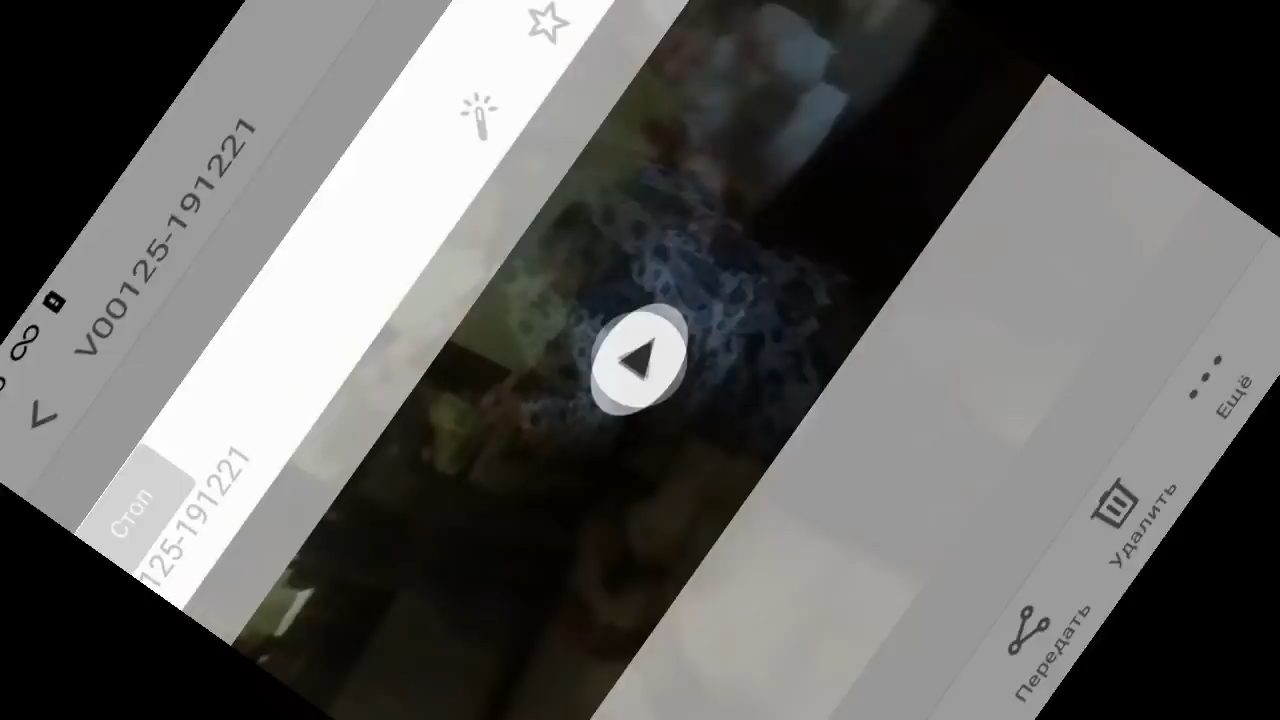 V00125-191221
Стоп
125-191221
Ещё
Удалить
Передать